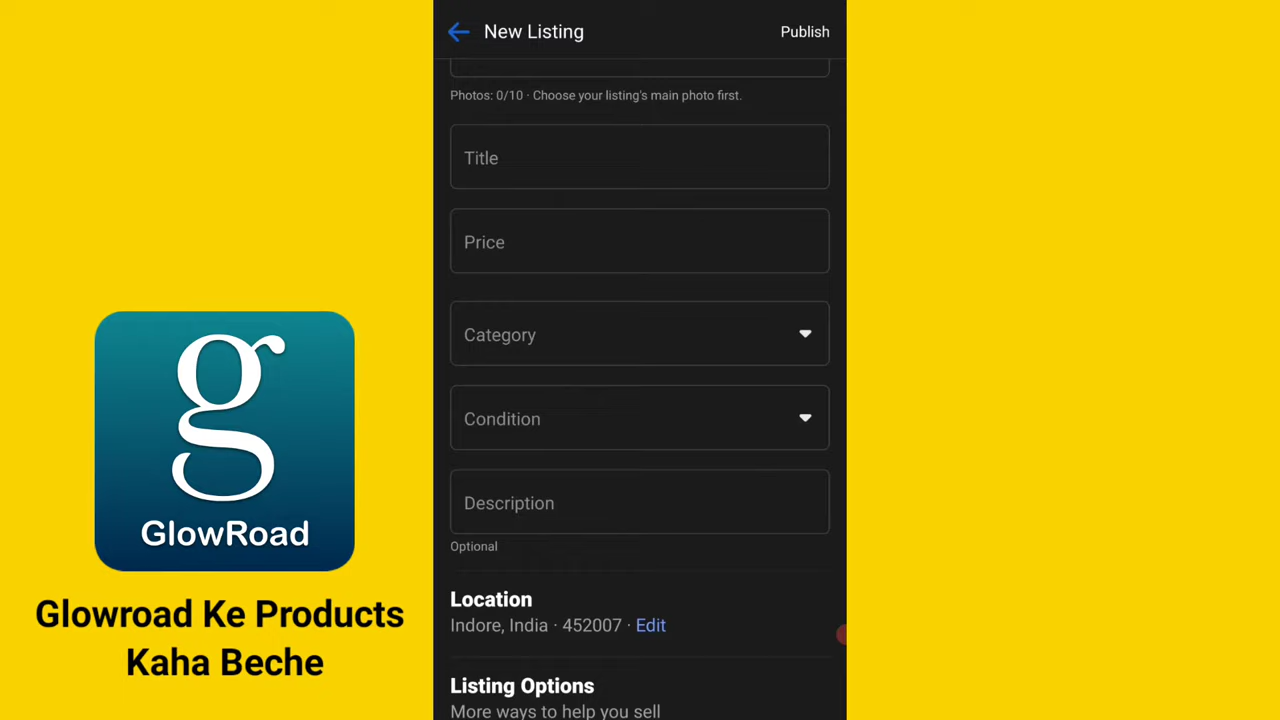 New Listing
Publish
Photos: 0/10 · Choose your listing's main photo first.
Title
Price
Category
Condition
Description
Optional
Location
Indore, India · 452007 · Edit
Listing Options
More ways to help you sell
g
GlowRoad
Glowroad Ke Products
Kaha Beche